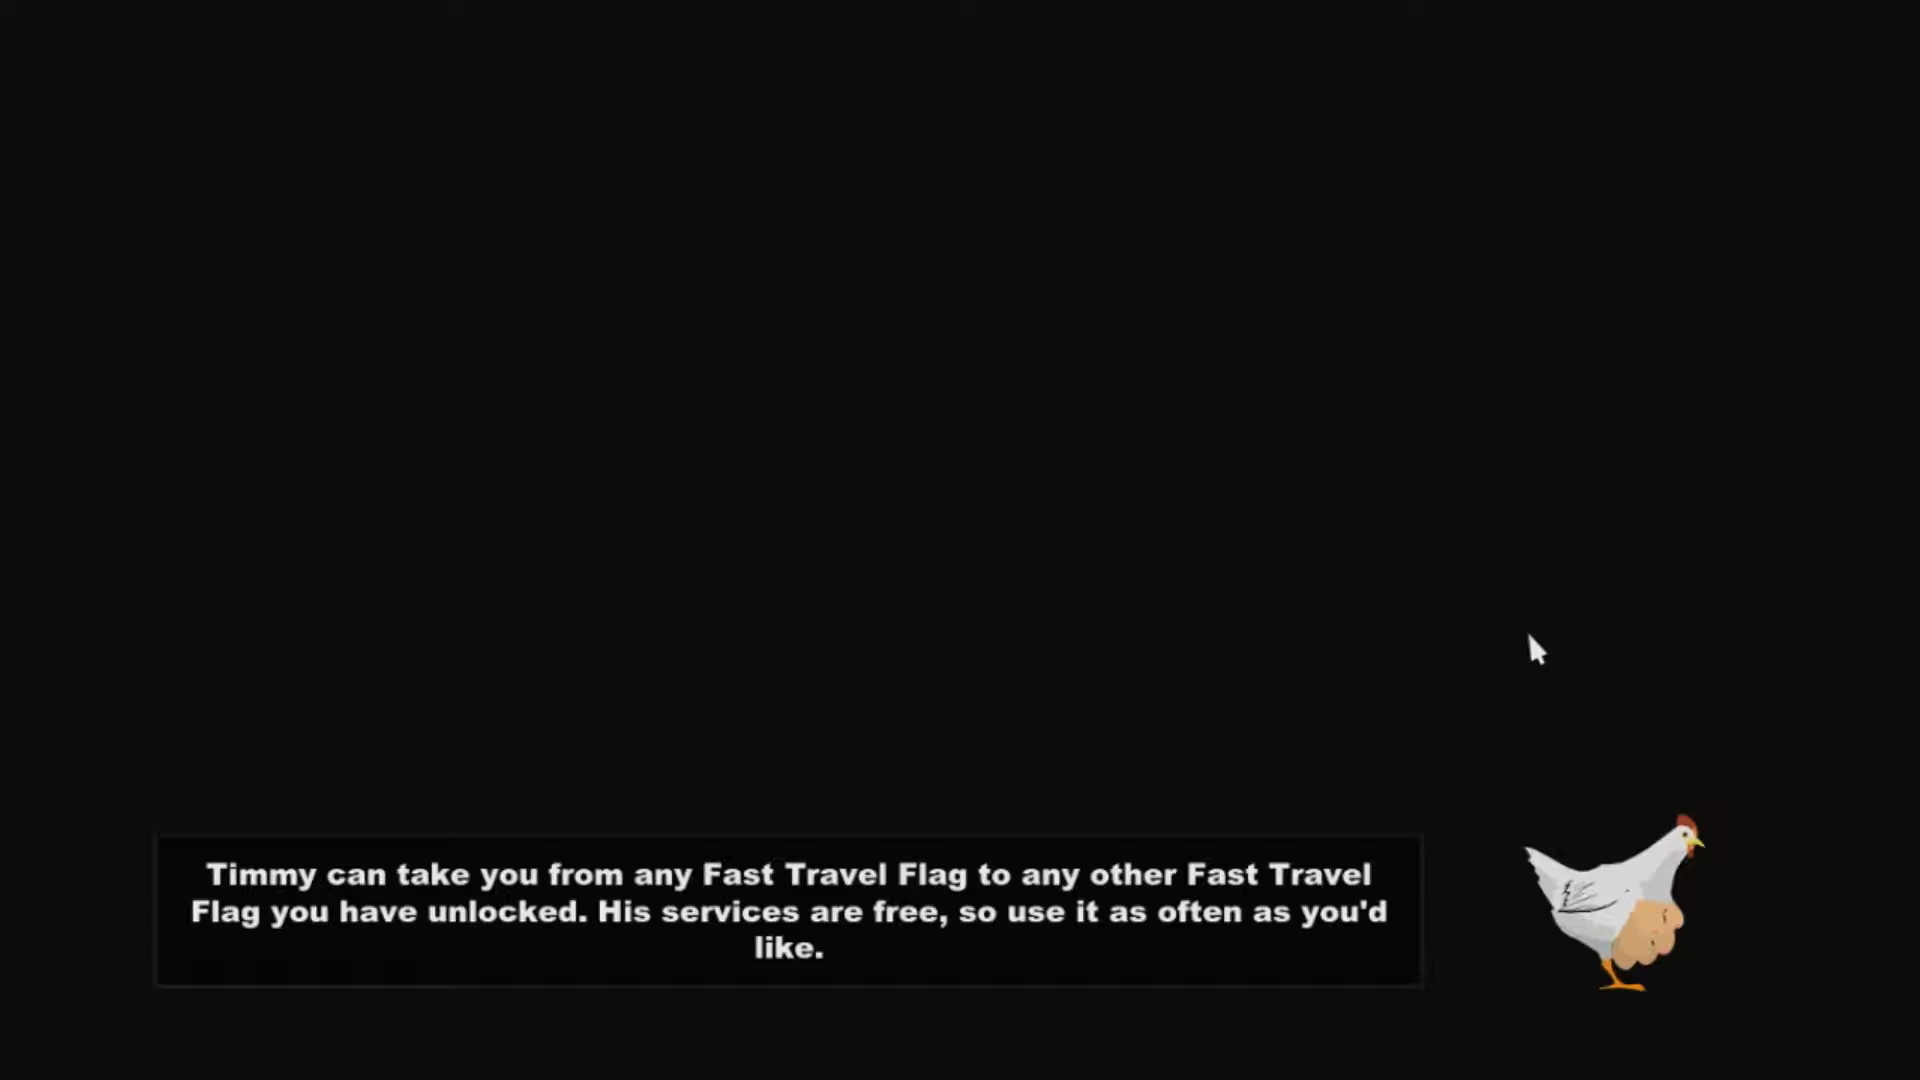 Timmy can take you from any Fast Travel Flag to any other Fast Travel
Flag you have unlocked. His services are free, so use it as often as you'd
like.